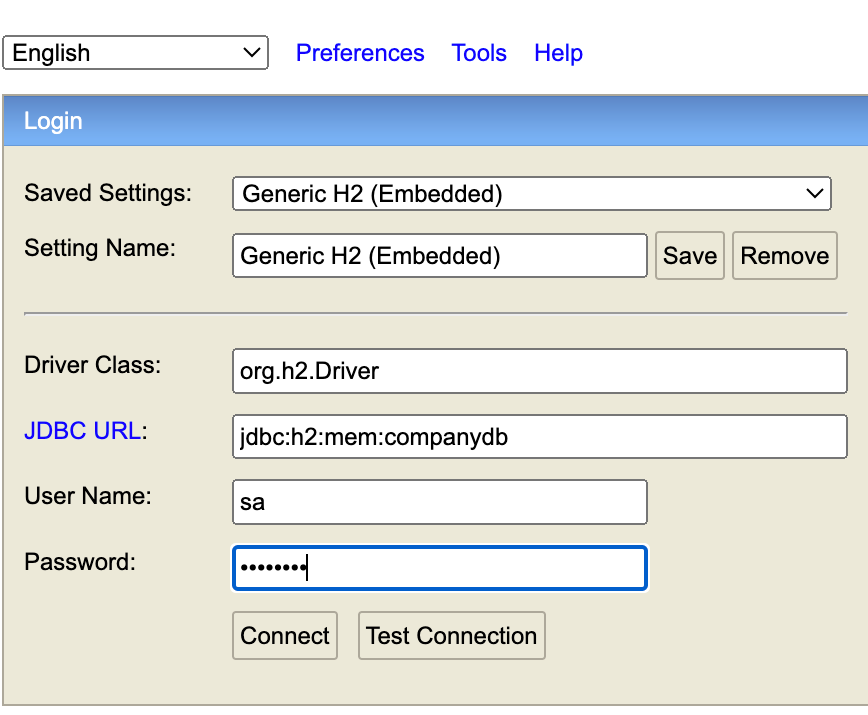 English Preferences Tools Help
Login
Saved Settings: Generic H2 (Embedded)
Setting Name: Generic H2 (Embedded) Save Remove
Driver Class: org.h2.Driver
JDBC URL: jdbc:h2:mem:companydb
User Name: sa
Password: ••••••••
Connect Test Connection